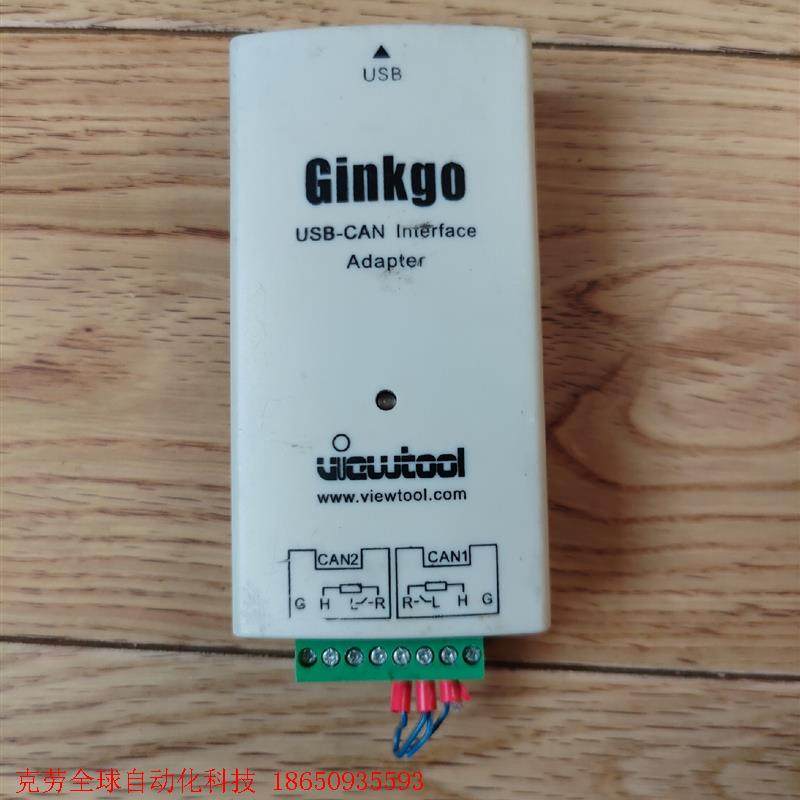 USB
Ginkgo
USB-CAN Interface
Adapter
viewtool
www.viewtool.com
CAN2 CAN1
G H L R R L H G
克劳全球自动化科技 18650935593